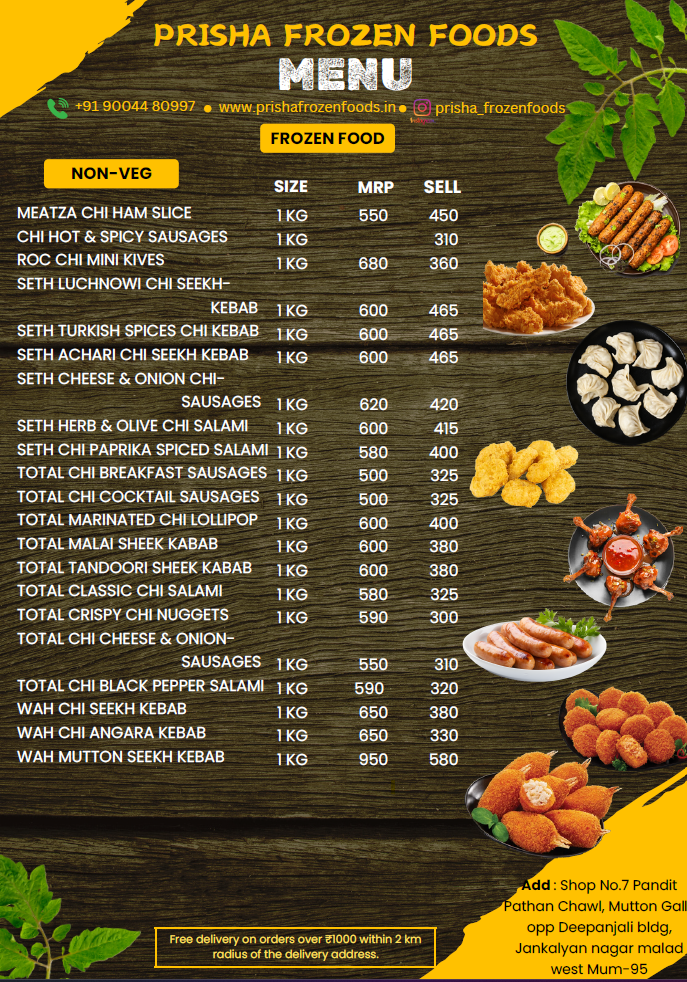 PRISHA FROZEN FOODS
MENU
+91 90044 80997 ● www.prishafrozenfoods.in ● prisha_frozenfoods
FROZEN FOOD
NON-VEG
SIZE MRP SELL
MEATZA CHI HAM SLICE 1 KG 550 450
CHI HOT & SPICY SAUSAGES 1 KG 310
ROC CHI MINI KIVES 1 KG 680 360
SETH LUCHNOWI CHI SEEKH-
KEBAB 1 KG 600 465
SETH TURKISH SPICES CHI KEBAB 1 KG 600 465
SETH ACHARI CHI SEEKH KEBAB 1 KG 600 465
SETH CHEESE & ONION CHI-
SAUSAGES 1 KG 620 420
SETH HERB & OLIVE CHI SALAMI 1 KG 600 415
SETH CHI PAPRIKA SPICED SALAMI 1 KG 580 400
TOTAL CHI BREAKFAST SAUSAGES 1 KG 500 325
TOTAL CHI COCKTAIL SAUSAGES 1 KG 500 325
TOTAL MARINATED CHI LOLLIPOP 1 KG 600 400
TOTAL MALAI SHEEK KABAB 1 KG 600 380
TOTAL TANDOORI SHEEK KABAB 1 KG 600 380
TOTAL CLASSIC CHI SALAMI 1 KG 580 325
TOTAL CRISPY CHI NUGGETS 1 KG 590 300
TOTAL CHI CHEESE & ONION-
SAUSAGES 1 KG 550 310
TOTAL CHI BLACK PEPPER SALAMI 1 KG 590 320
WAH CHI SEEKH KEBAB 1 KG 650 380
WAH CHI ANGARA KEBAB 1 KG 650 330
WAH MUTTON SEEKH KEBAB 1 KG 950 580
Free delivery on orders over ₹1000 within 2 km
radius of the delivery address.
Add : Shop No.7 Pandit
Pathan Chawl, Mutton Gall
opp Deepanjali bldg,
Jankalyan nagar malad
west Mum-95